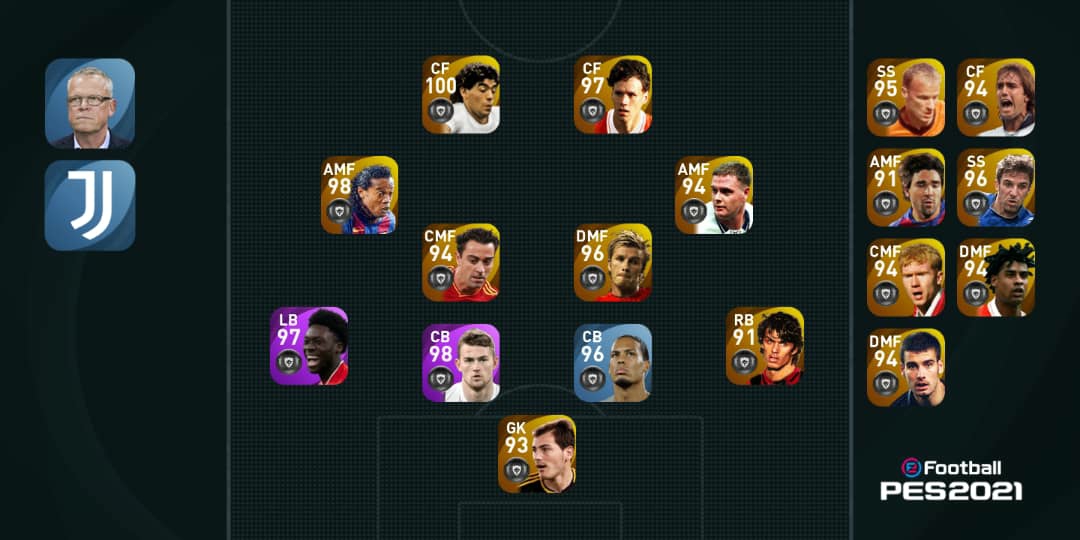 CF
100
CF
97
AMF
98
AMF
94
CMF
94
DMF
96
LB
97
CB
98
CB
96
RB
91
GK
93
SS
95
CF
94
AMF
91
SS
96
CMF
94
DMF
94
DMF
94
eFootball
PES2021